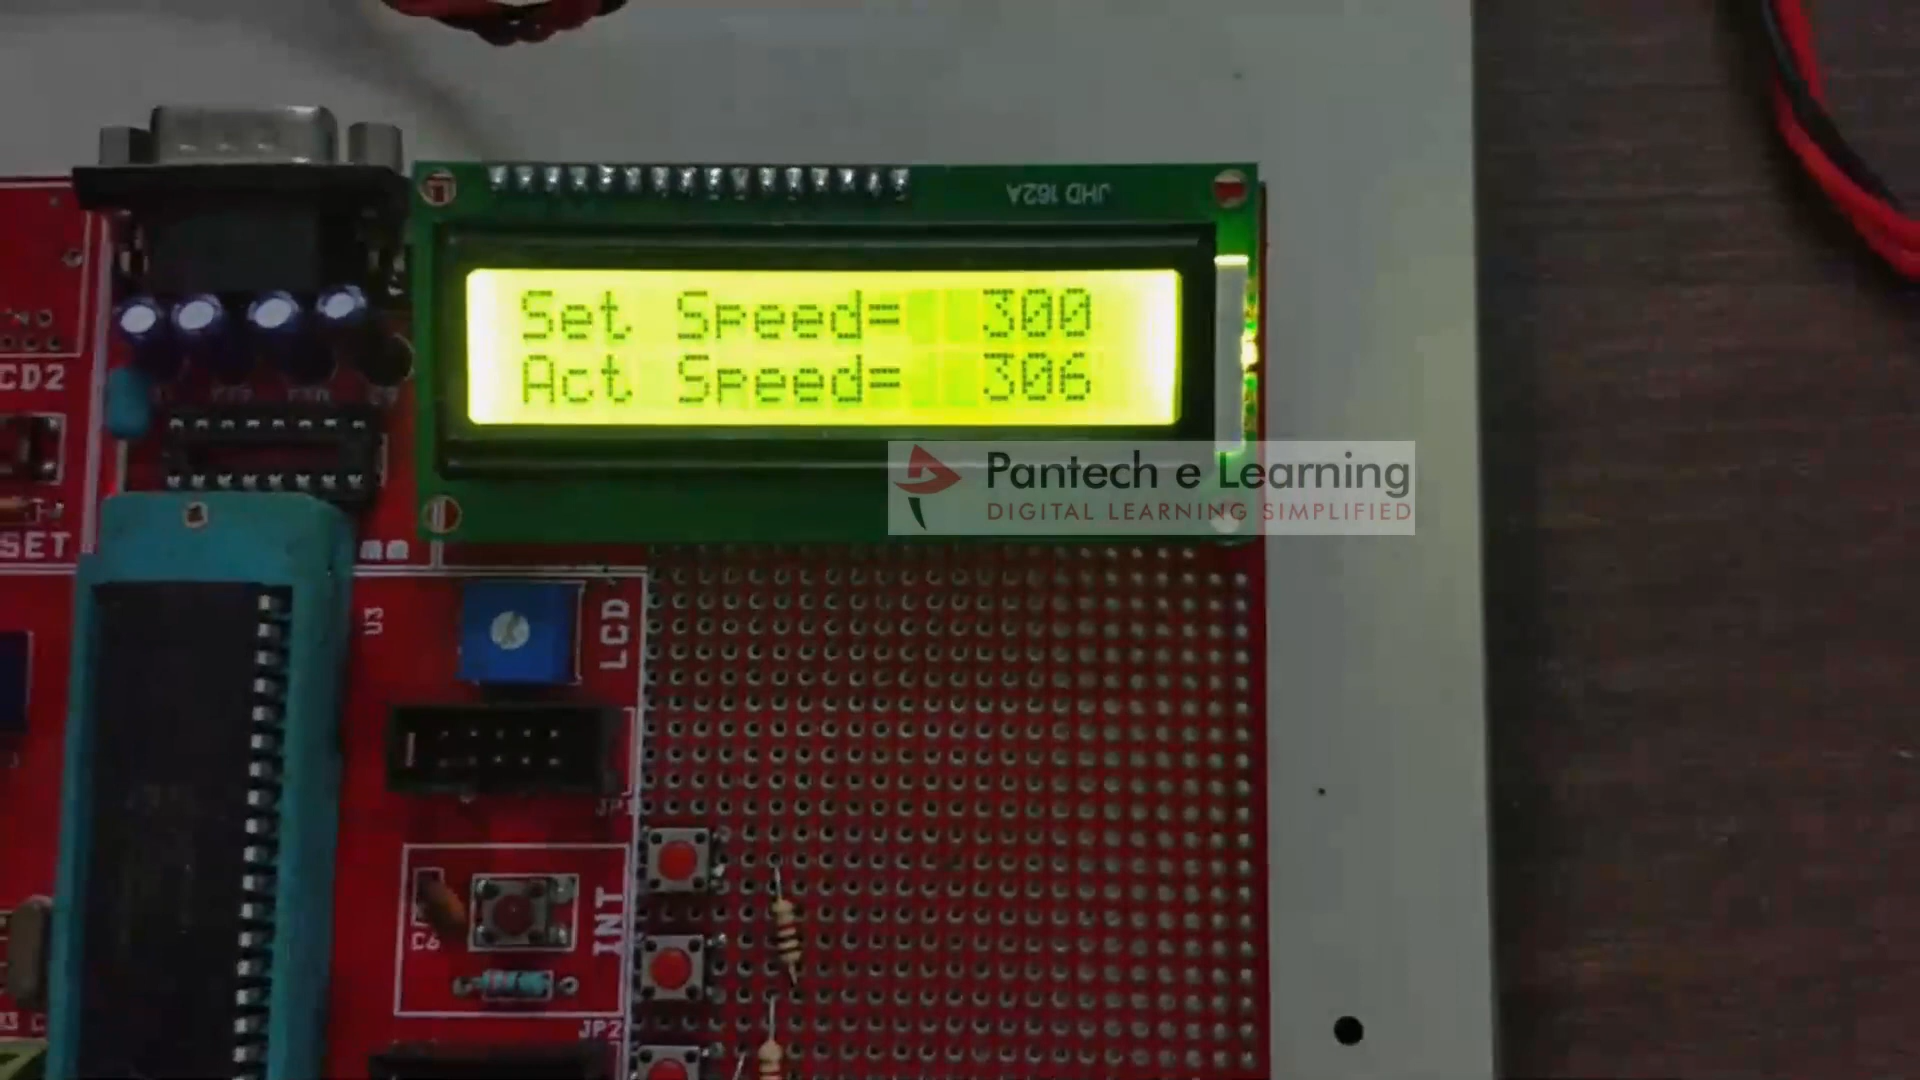 JHD 162A
Set Speed= 300
Act Speed= 306
Pantech e Learning
DIGITAL LEARNING SIMPLIFIED
CD2
SET
mm
U3
LCD
JP1
C6
INT
JP2